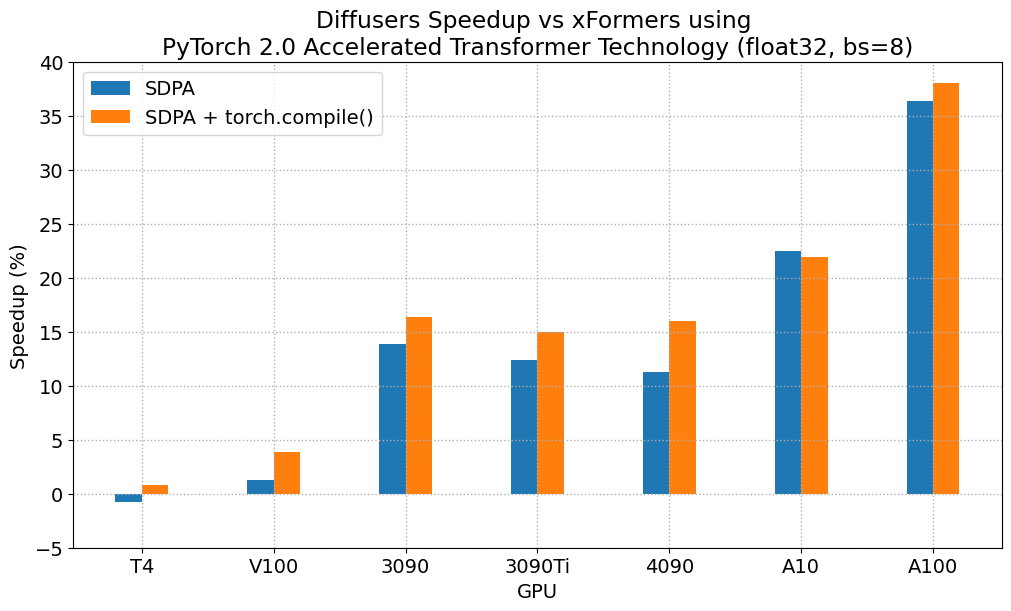 Diffusers Speedup vs xFormers using
PyTorch 2.0 Accelerated Transformer Technology (float32, bs=8)
SDPA
SDPA + torch.compile()
Speedup (%)
40
35
30
25
20
15
10
5
0
−5
T4 V100 3090 3090Ti 4090 A10 A100
GPU